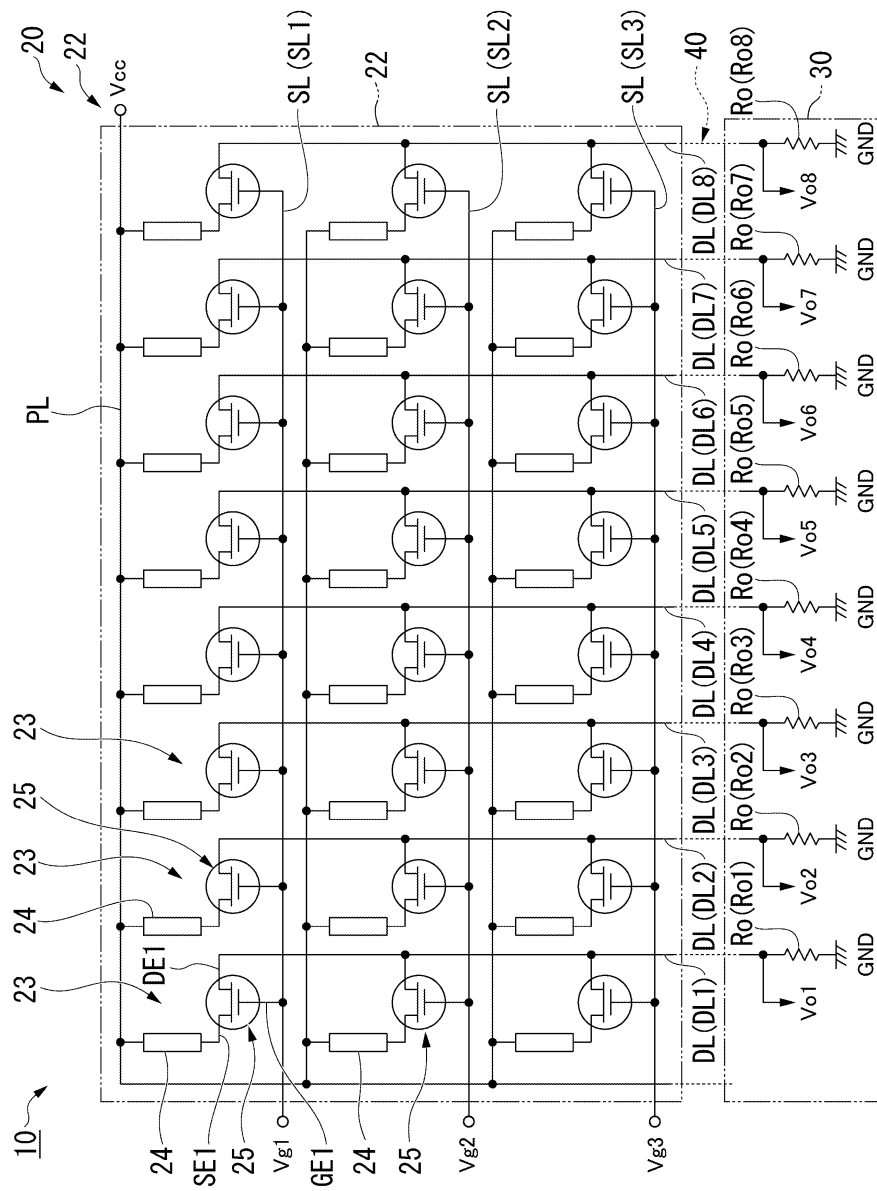 10
20
22
Vcc
PL
23
23
23
24
25
DE1
24
SE1
25
Vg1
GE1
24
25
Vg2
Vg3
SL(SL1)
22
SL(SL2)
SL(SL3)
40
30
DL(DL1)
DL(DL2)
DL(DL3)
DL(DL4)
DL(DL5)
DL(DL6)
DL(DL7)
DL(DL8)
Ro(Ro1)
Ro(Ro2)
Ro(Ro3)
Ro(Ro4)
Ro(Ro5)
Ro(Ro6)
Ro(Ro7)
Ro(Ro8)
Vo1
Vo2
Vo3
Vo4
Vo5
Vo6
Vo7
Vo8
GND
GND
GND
GND
GND
GND
GND
GND